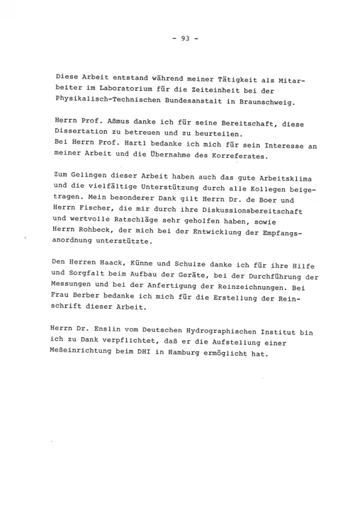 - 93 -
Diese Arbeit entstand während meiner Tätigkeit als Mitar-
beiter im Laboratorium für die Zeiteinheit bei der
Physikalisch-Technischen Bundesanstalt in Braunschweig.
Herrn Prof. Aßmus danke ich für seine Bereitschaft, diese
Dissertation zu betreuen und zu beurteilen.
Bei Herrn Prof. Hartl bedanke ich mich für sein Interesse an
meiner Arbeit und die Übernahme des Korreferates.
Zum Gelingen dieser Arbeit haben auch das gute Arbeitsklima
und die vielfältige Unterstützung durch alle Kollegen beige-
tragen. Mein besonderer Dank gilt Herrn Dr. de Boer und
Herrn Fischer, die mir durch ihre Diskussionsbereitschaft
und wertvolle Ratschläge sehr geholfen haben, sowie
Herrn Rohbeck, der mich bei der Entwicklung der Empfangs-
anordnung unterstützte.
Den Herren Haack, Künne und Schulze danke ich für ihre Hilfe
und Sorgfalt beim Aufbau der Geräte, bei der Durchführung der
Messungen und bei der Anfertigung der Reinzeichnungen. Bei
Frau Berber bedanke ich mich für die Erstellung der Rein-
schrift dieser Arbeit.
Herrn Dr. Enslin vom Deutschen Hydrographischen Institut bin
ich zu Dank verpflichtet, daß er die Aufstellung einer
Meßeinrichtung beim DHI in Hamburg ermöglicht hat.